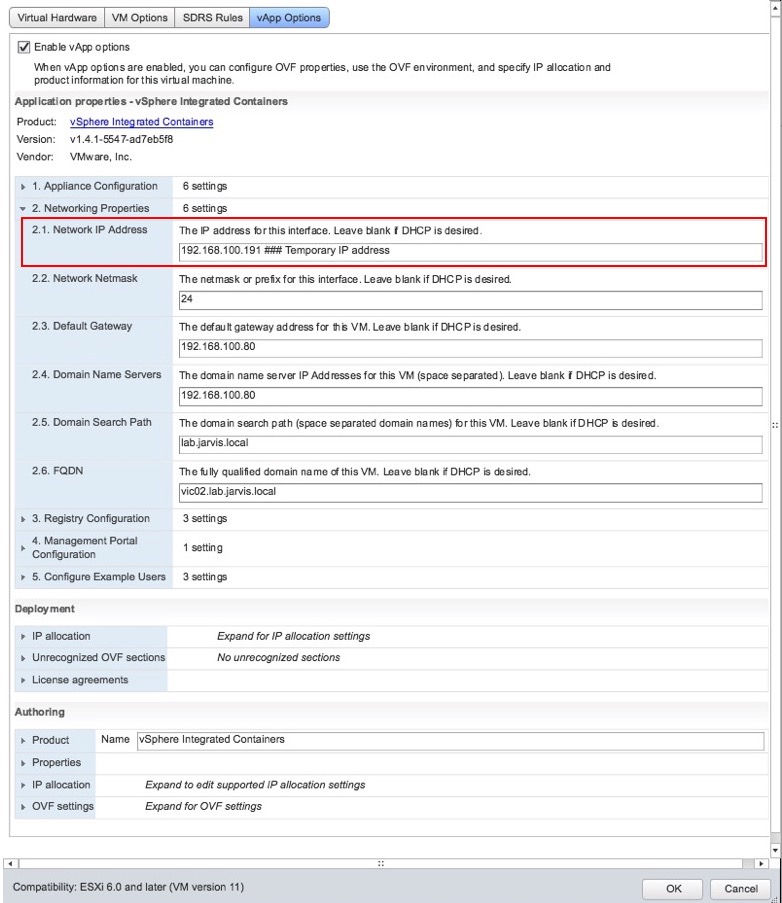 Virtual Hardware VM Options SDRS Rules vApp Options
Enable vApp options
When vApp options are enabled, you can configure OVF properties, use the OVF environment, and specify IP allocation and
product information for this virtual machine.
Application properties - vSphere Integrated Containers
Product: vSphere Integrated Containers
Version: v1.4.1-5547-ad7eb5f8
Vendor: VMware, Inc.
1. Appliance Configuration 6 settings
2. Networking Properties 6 settings
2.1. Network IP Address The IP address for this interface. Leave blank if DHCP is desired.
192.168.100.191 ### Temporary IP address
2.2. Network Netmask The netmask or prefix for this interface. Leave blank if DHCP is desired.
24
2.3. Default Gateway The default gateway address for this VM. Leave blank if DHCP is desired.
192.168.100.80
2.4. Domain Name Servers The domain name server IP Addresses for this VM (space separated). Leave blank if DHCP is desired.
192.168.100.80
2.5. Domain Search Path The domain search path (space separated domain names) for this VM. Leave blank if DHCP is desired.
lab.jarvis.local
2.6. FQDN The fully qualified domain name of this VM. Leave blank if DHCP is desired.
vic02.lab.jarvis.local
3. Registry Configuration 3 settings
4. Management Portal
Configuration 1 setting
5. Configure Example Users 3 settings
Deployment
IP allocation Expand for IP allocation settings
Unrecognized OVF sections No unrecognized sections
License agreements
Authoring
Product Name vSphere Integrated Containers
Properties
IP allocation Expand to edit supported IP allocation settings
OVF settings Expand for OVF settings
Compatibility: ESXi 6.0 and later (VM version 11) OK Cancel